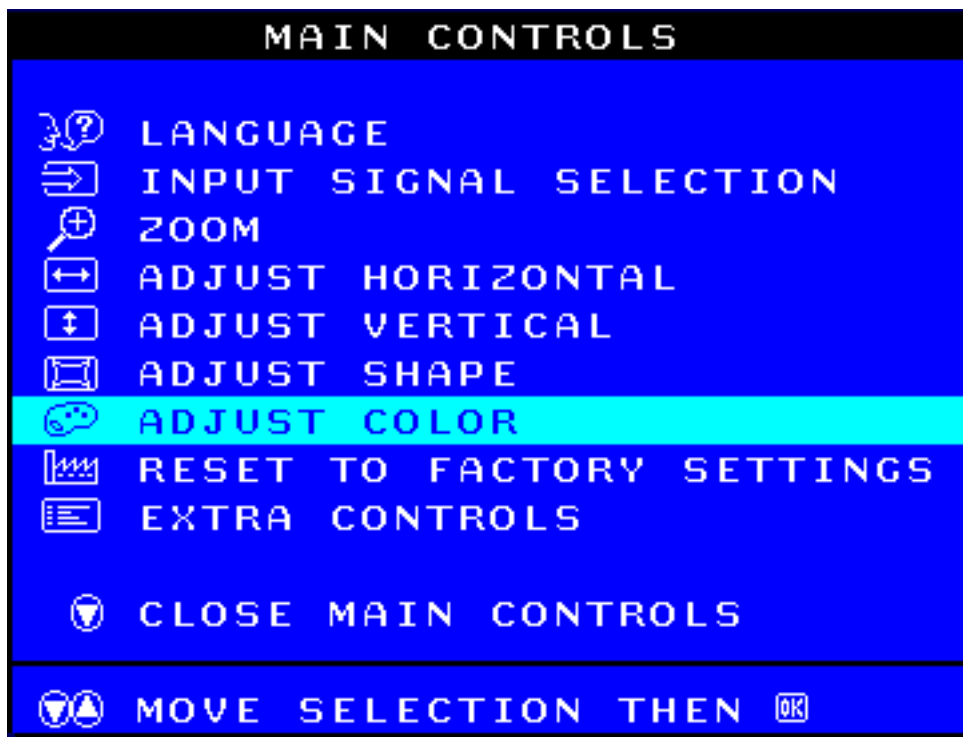 MAIN CONTROLS
LANGUAGE
INPUT SIGNAL SELECTION
ZOOM
ADJUST HORIZONTAL
ADJUST VERTICAL
ADJUST SHAPE
ADJUST COLOR
RESET TO FACTORY SETTINGS
EXTRA CONTROLS
CLOSE MAIN CONTROLS
MOVE SELECTION THEN OK